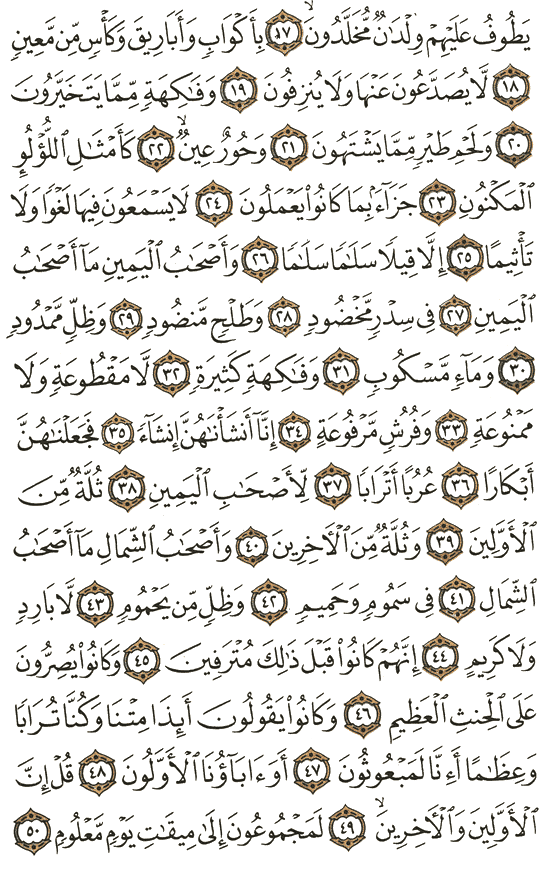 يَطُوفُ عَلَيْهِمْ وِلْدَٰنٌ مُّخَلَّدُونَ ۙ ١٧ بِأَكْوَابٍ وَأَبَارِيقَ وَكَأْسٍ مِّن مَّعِينٍ
١٨ لَّا يُصَدَّعُونَ عَنْهَا وَلَا يُنزِفُونَ ١٩ وَفَٰكِهَةٍ مِّمَّا يَتَخَيَّرُونَ
٢٠ وَلَحْمِ طَيْرٍ مِّمَّا يَشْتَهُونَ ٢١ وَحُورٌ عِينٌ ۙ ٢٢ كَأَمْثَٰلِ ٱللُّؤْلُؤِ
ٱلْمَكْنُونِ ٢٣ جَزَآءًۢ بِمَا كَانُوا۟ يَعْمَلُونَ ٢٤ لَا يَسْمَعُونَ فِيهَا لَغْوًا وَلَا
تَأْثِيمًا ٢٥ إِلَّا قِيلًا سَلَٰمًا سَلَٰمًا ٢٦ وَأَصْحَٰبُ ٱلْيَمِينِ مَآ أَصْحَٰبُ
ٱلْيَمِينِ ٢٧ فِى سِدْرٍ مَّخْضُودٍ ٢٨ وَطَلْحٍ مَّنضُودٍ ٢٩ وَظِلٍّ مَّمْدُودٍ
٣٠ وَمَآءٍ مَّسْكُوبٍ ٣١ وَفَٰكِهَةٍ كَثِيرَةٍ ٣٢ لَّا مَقْطُوعَةٍ وَلَا
مَمْنُوعَةٍ ٣٣ وَفُرُشٍ مَّرْفُوعَةٍ ٣٤ إِنَّآ أَنشَأْنَٰهُنَّ إِنشَآءً ٣٥ فَجَعَلْنَٰهُنَّ
أَبْكَارًا ٣٦ عُرُبًا أَتْرَابًا ٣٧ لِّأَصْحَٰبِ ٱلْيَمِينِ ٣٨ ثُلَّةٌ مِّنَ
ٱلْأَوَّلِينَ ٣٩ وَثُلَّةٌ مِّنَ ٱلْـَٔاخِرِينَ ٤٠ وَأَصْحَٰبُ ٱلشِّمَالِ مَآ أَصْحَٰبُ
ٱلشِّمَالِ ٤١ فِى سَمُومٍ وَحَمِيمٍ ٤٢ وَظِلٍّ مِّن يَحْمُومٍ ٤٣ لَّا بَارِدٍ
وَلَا كَرِيمٍ ٤٤ إِنَّهُمْ كَانُوا۟ قَبْلَ ذَٰلِكَ مُتْرَفِينَ ٤٥ وَكَانُوا۟ يُصِرُّونَ
عَلَى ٱلْحِنثِ ٱلْعَظِيمِ ٤٦ وَكَانُوا۟ يَقُولُونَ أَئِذَا مِتْنَا وَكُنَّا تُرَابًا
وَعِظَٰمًا أَءِنَّا لَمَبْعُوثُونَ ٤٧ أَوَءَابَآؤُنَا ٱلْأَوَّلُونَ ٤٨ قُلْ إِنَّ
ٱلْأَوَّلِينَ وَٱلْـَٔاخِرِينَ ۙ ٤٩ لَمَجْمُوعُونَ إِلَىٰ مِيقَٰتِ يَوْمٍ مَّعْلُومٍ ٥٠